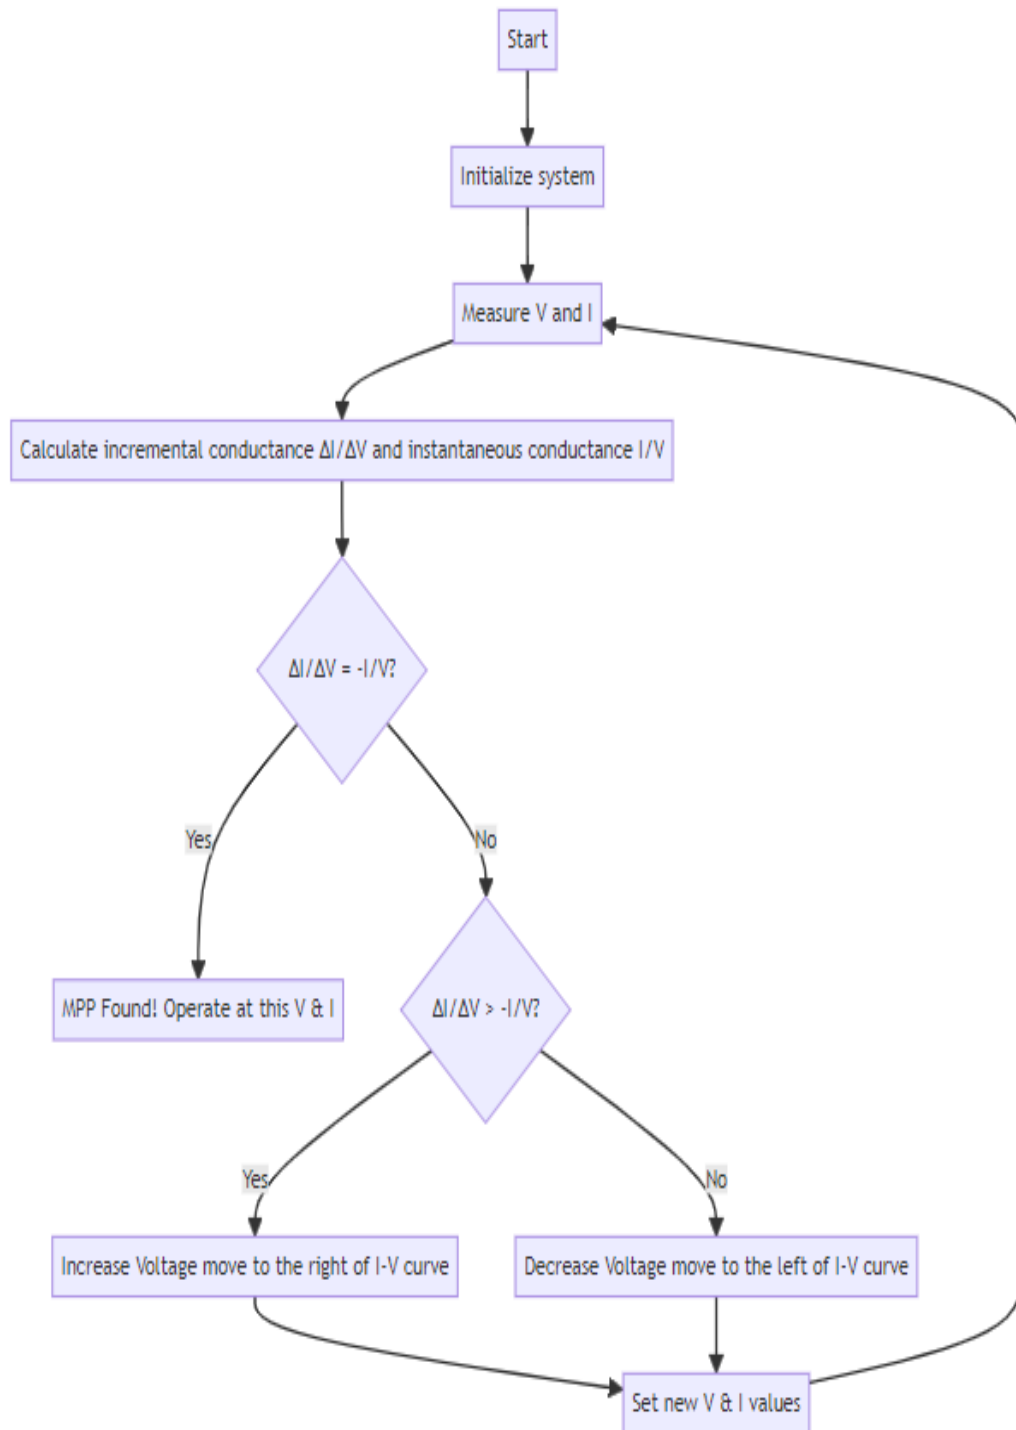 Start
Initialize system
Measure V and I
Calculate incremental conductance ΔI/ΔV and instantaneous conductance I/V
ΔI/ΔV = -I/V?
Yes
No
MPP Found! Operate at this V & I
ΔI/ΔV > -I/V?
Yes
No
Increase Voltage move to the right of I-V curve
Decrease Voltage move to the left of I-V curve
Set new V & I values